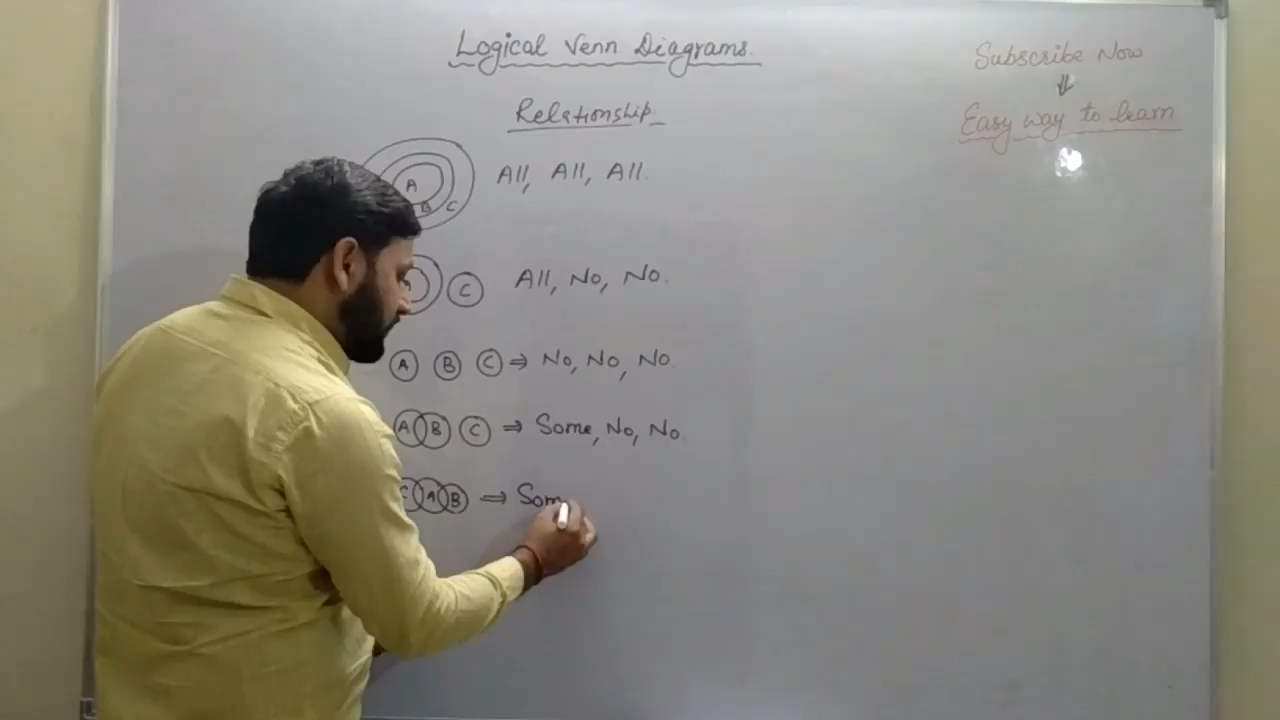 Logical Venn Diagrams.
Subscribe Now
⇓
Easy way to learn
Relationship
A B C All, All, All.
C All, No, No.
A B C ⇒ No, No, No.
A B C ⇒ Some, No, No.
C A B ⇒ Som